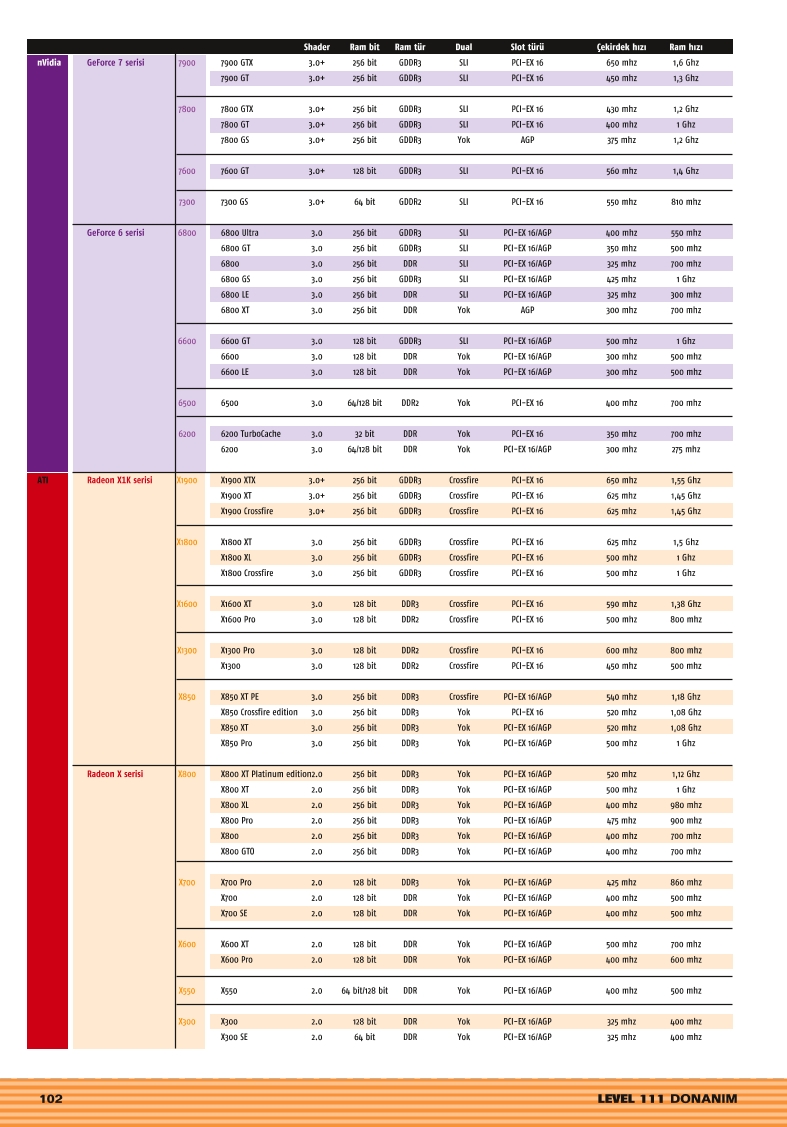 Shader Ram bit Ram tür Dual Slot türü Çekirdek hızı Ram hızı
nVidia GeForce 7 serisi 7900 7900 GTX 3.0+ 256 bit GDDR3 SLI PCI-EX 16 650 mhz 1,6 Ghz
7900 GT 3.0+ 256 bit GDDR3 SLI PCI-EX 16 450 mhz 1,3 Ghz
7800 7800 GTX 3.0+ 256 bit GDDR3 SLI PCI-EX 16 430 mhz 1,2 Ghz
7800 GT 3.0+ 256 bit GDDR3 SLI PCI-EX 16 400 mhz 1 Ghz
7800 GS 3.0+ 256 bit GDDR3 Yok AGP 375 mhz 1,2 Ghz
7600 7600 GT 3.0+ 128 bit GDDR3 SLI PCI-EX 16 560 mhz 1,4 Ghz
7300 7300 GS 3.0+ 64 bit GDDR2 SLI PCI-EX 16 550 mhz 810 mhz
GeForce 6 serisi 6800 6800 Ultra 3.0 256 bit GDDR3 SLI PCI-EX 16/AGP 400 mhz 550 mhz
6800 GT 3.0 256 bit GDDR3 SLI PCI-EX 16/AGP 350 mhz 500 mhz
6800 3.0 256 bit DDR SLI PCI-EX 16/AGP 325 mhz 700 mhz
6800 GS 3.0 256 bit GDDR3 SLI PCI-EX 16/AGP 425 mhz 1 Ghz
6800 LE 3.0 256 bit DDR SLI PCI-EX 16/AGP 325 mhz 300 mhz
6800 XT 3.0 256 bit DDR Yok AGP 300 mhz 700 mhz
6600 6600 GT 3.0 128 bit GDDR3 SLI PCI-EX 16/AGP 500 mhz 1 Ghz
6600 3.0 128 bit DDR Yok PCI-EX 16/AGP 300 mhz 500 mhz
6600 LE 3.0 128 bit DDR Yok PCI-EX 16/AGP 300 mhz 500 mhz
6500 6500 3.0 64/128 bit DDR2 Yok PCI-EX 16 400 mhz 700 mhz
6200 6200 TurboCache 3.0 32 bit DDR Yok PCI-EX 16 350 mhz 700 mhz
6200 3.0 64/128 bit DDR Yok PCI-EX 16/AGP 300 mhz 275 mhz
ATI Radeon X1K serisi X1900 X1900 XTX 3.0+ 256 bit GDDR3 Crossfire PCI-EX 16 650 mhz 1,55 Ghz
X1900 XT 3.0+ 256 bit GDDR3 Crossfire PCI-EX 16 625 mhz 1,45 Ghz
X1900 Crossfire 3.0+ 256 bit GDDR3 Crossfire PCI-EX 16 625 mhz 1,45 Ghz
X1800 X1800 XT 3.0 256 bit GDDR3 Crossfire PCI-EX 16 625 mhz 1,5 Ghz
X1800 XL 3.0 256 bit GDDR3 Crossfire PCI-EX 16 500 mhz 1 Ghz
X1800 Crossfire 3.0 256 bit GDDR3 Crossfire PCI-EX 16 500 mhz 1 Ghz
X1600 X1600 XT 3.0 128 bit DDR3 Crossfire PCI-EX 16 590 mhz 1,38 Ghz
X1600 Pro 3.0 128 bit DDR2 Crossfire PCI-EX 16 500 mhz 800 mhz
X1300 X1300 Pro 3.0 128 bit DDR2 Crossfire PCI-EX 16 600 mhz 800 mhz
X1300 3.0 128 bit DDR2 Crossfire PCI-EX 16 450 mhz 500 mhz
X850 X850 XT PE 3.0 256 bit DDR3 Crossfire PCI-EX 16/AGP 540 mhz 1,18 Ghz
X850 Crossfire edition 3.0 256 bit DDR3 Yok PCI-EX 16 520 mhz 1,08 Ghz
X850 XT 3.0 256 bit DDR3 Yok PCI-EX 16/AGP 520 mhz 1,08 Ghz
X850 Pro 3.0 256 bit DDR3 Yok PCI-EX 16/AGP 500 mhz 1 Ghz
Radeon X serisi X800 X800 XT Platinum edition2.0 256 bit DDR3 Yok PCI-EX 16/AGP 520 mhz 1,12 Ghz
X800 XT 2.0 256 bit DDR3 Yok PCI-EX 16/AGP 500 mhz 1 Ghz
X800 XL 2.0 256 bit DDR3 Yok PCI-EX 16/AGP 400 mhz 980 mhz
X800 Pro 2.0 256 bit DDR3 Yok PCI-EX 16/AGP 475 mhz 900 mhz
X800 2.0 256 bit DDR3 Yok PCI-EX 16/AGP 400 mhz 700 mhz
X800 GTO 2.0 256 bit DDR3 Yok PCI-EX 16/AGP 400 mhz 700 mhz
X700 X700 Pro 2.0 128 bit DDR3 Yok PCI-EX 16/AGP 425 mhz 860 mhz
X700 2.0 128 bit DDR Yok PCI-EX 16/AGP 400 mhz 500 mhz
X700 SE 2.0 128 bit DDR Yok PCI-EX 16/AGP 400 mhz 500 mhz
X600 X600 XT 2.0 128 bit DDR Yok PCI-EX 16/AGP 500 mhz 700 mhz
X600 Pro 2.0 128 bit DDR Yok PCI-EX 16/AGP 400 mhz 600 mhz
X550 X550 2.0 64 bit/128 bit DDR Yok PCI-EX 16/AGP 400 mhz 500 mhz
X300 X300 2.0 128 bit DDR Yok PCI-EX 16/AGP 325 mhz 400 mhz
X300 SE 2.0 64 bit DDR Yok PCI-EX 16/AGP 325 mhz 400 mhz
102 LEVEL 111 DONANIM